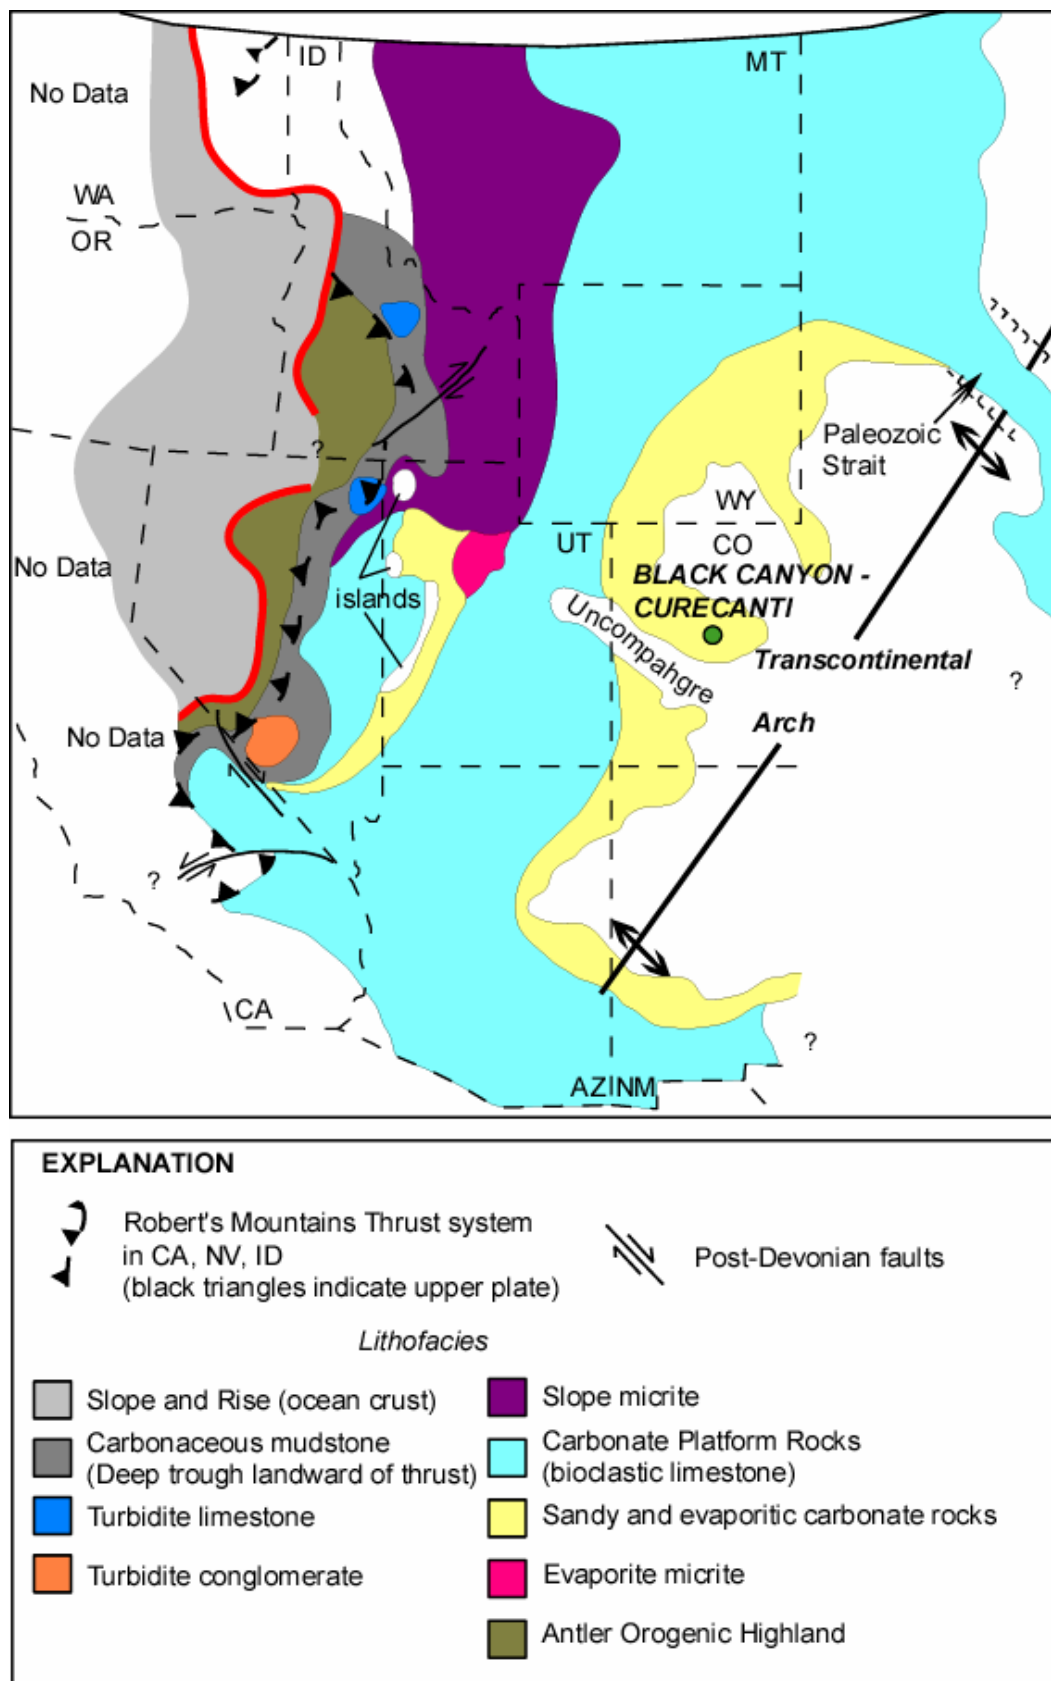 ID
MT
No Data
WA
OR
Paleozoic
Strait
?
WY
UT
CO
No Data
BLACK CANYON -
CURECANTI
islands
Uncompahgre
Transcontinental
?
Arch
No Data
?
CA
?
AZ NM
EXPLANATION
Robert's Mountains Thrust system
in CA, NV, ID
(black triangles indicate upper plate)
Post-Devonian faults
Lithofacies
Slope and Rise (ocean crust)
Carbonaceous mudstone
(Deep trough landward of thrust)
Turbidite limestone
Turbidite conglomerate
Slope micrite
Carbonate Platform Rocks
(bioclastic limestone)
Sandy and evaporitic carbonate rocks
Evaporite micrite
Antler Orogenic Highland